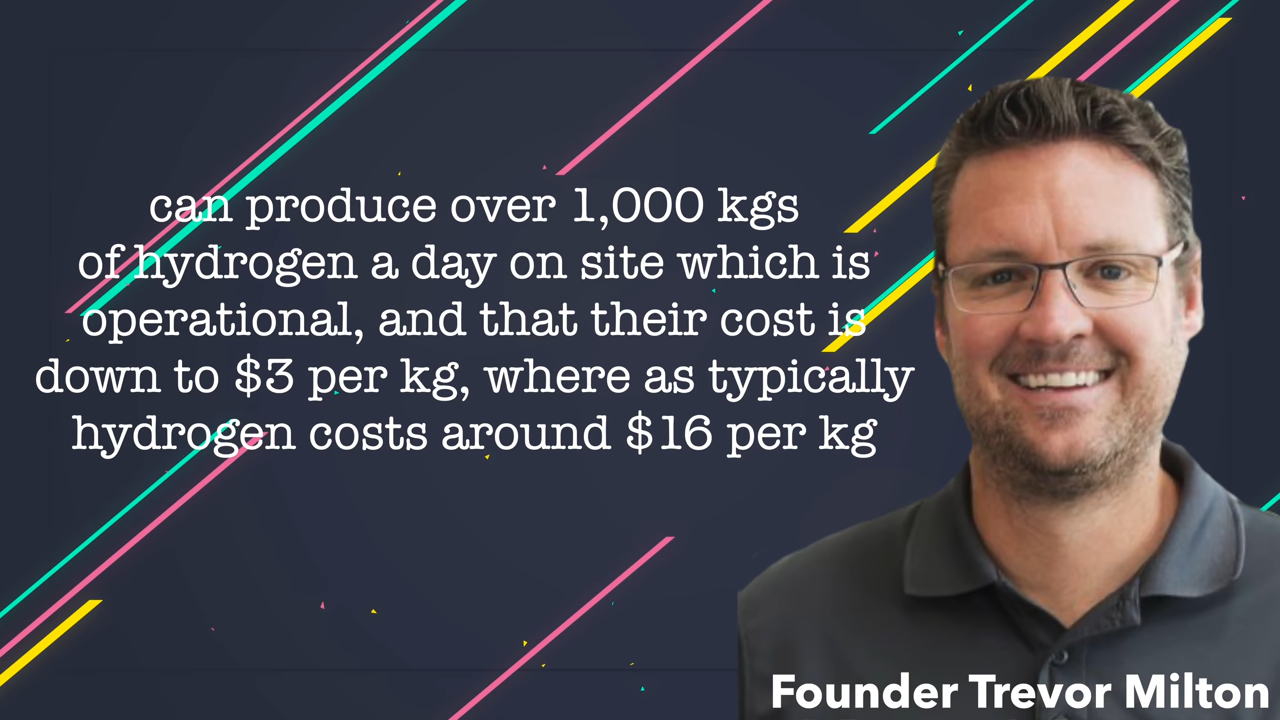 can produce over 1,000 kgs
of hydrogen a day on site which is
operational, and that their cost is
down to $3 per kg, where as typically
hydrogen costs around $16 per kg
Founder Trevor Milton